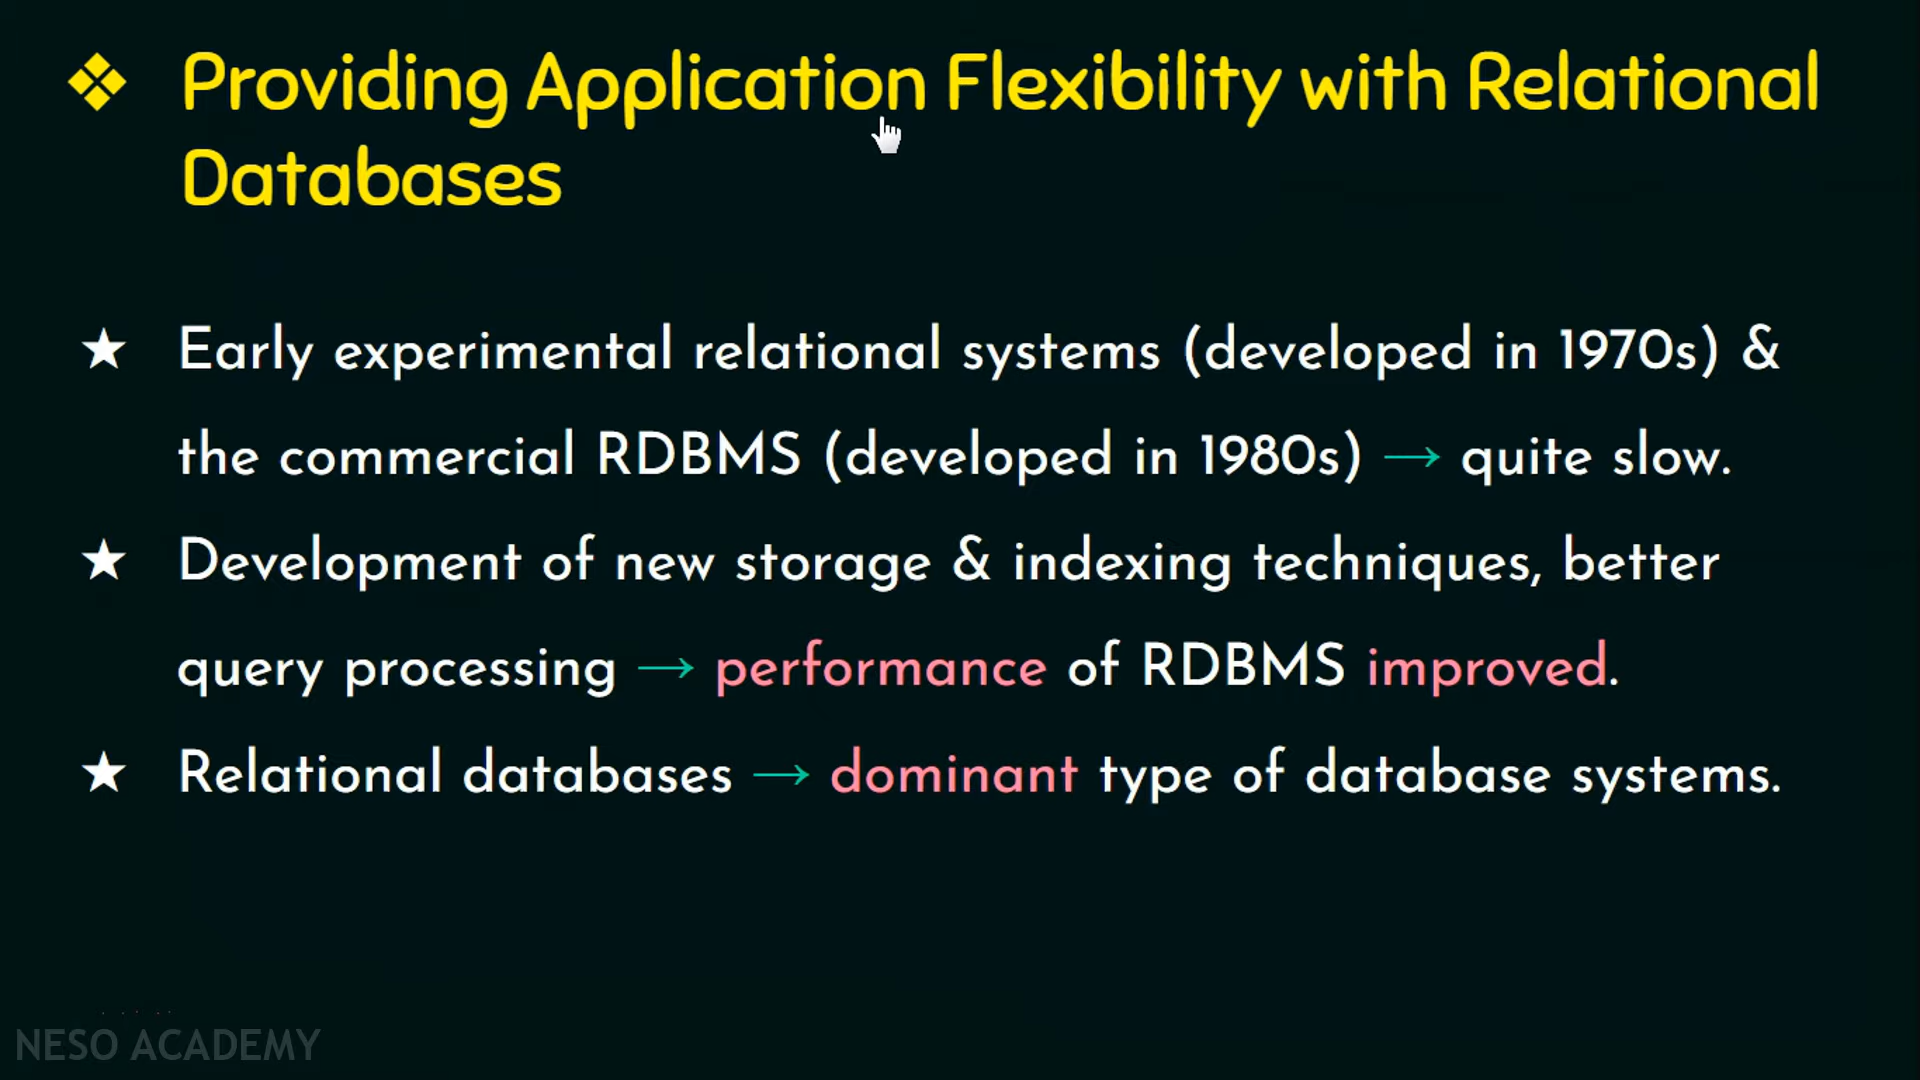 ❖ Providing Application Flexibility with Relational
Databases
★ Early experimental relational systems (developed in 1970s) &
the commercial RDBMS (developed in 1980s) → quite slow.
★ Development of new storage & indexing techniques, better
query processing → performance of RDBMS improved.
★ Relational databases → dominant type of database systems.
NESO ACADEMY